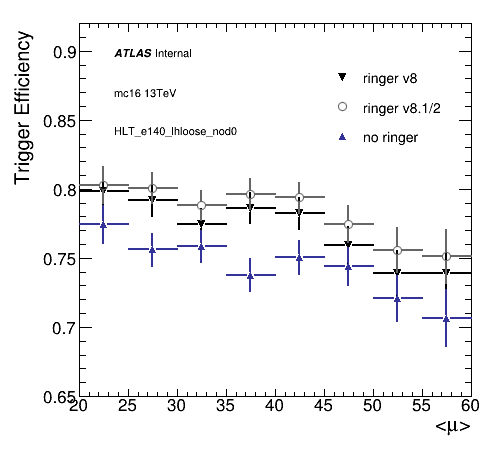 Trigger Efficiency
0.9
0.85
0.8
0.75
0.7
0.65
ATLAS Internal
mc16 13TeV
HLT_e140_lhloose_nod0
ringer v8
ringer v8.1/2
no ringer
20 25 30 35 40 45 50 55 60
<μ>